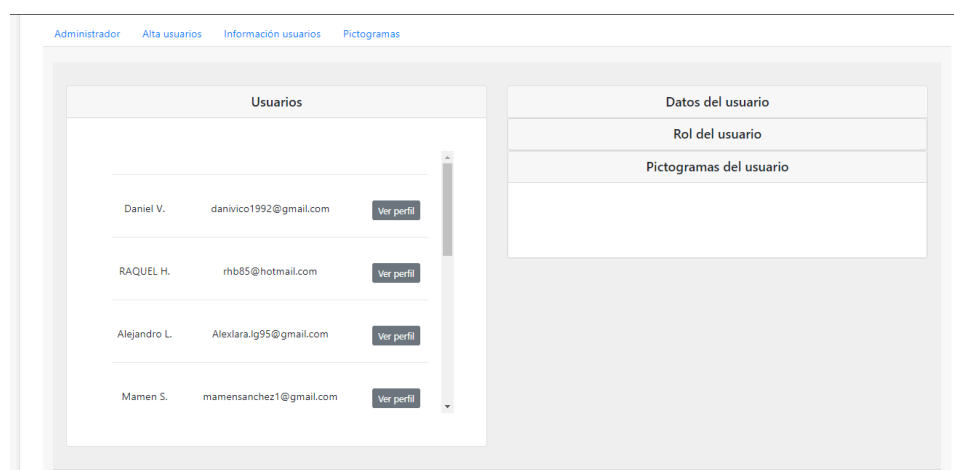 Administrador Alta usuarios Información usuarios Pictogramas
Usuarios
Daniel V. danivico1992@gmail.com Ver perfil
RAQUEL H. rhb85@hotmail.com Ver perfil
Alejandro L. Alexlara.lg95@gmail.com Ver perfil
Mamen S. mamensanchez1@gmail.com Ver perfil
Datos del usuario
Rol del usuario
Pictogramas del usuario